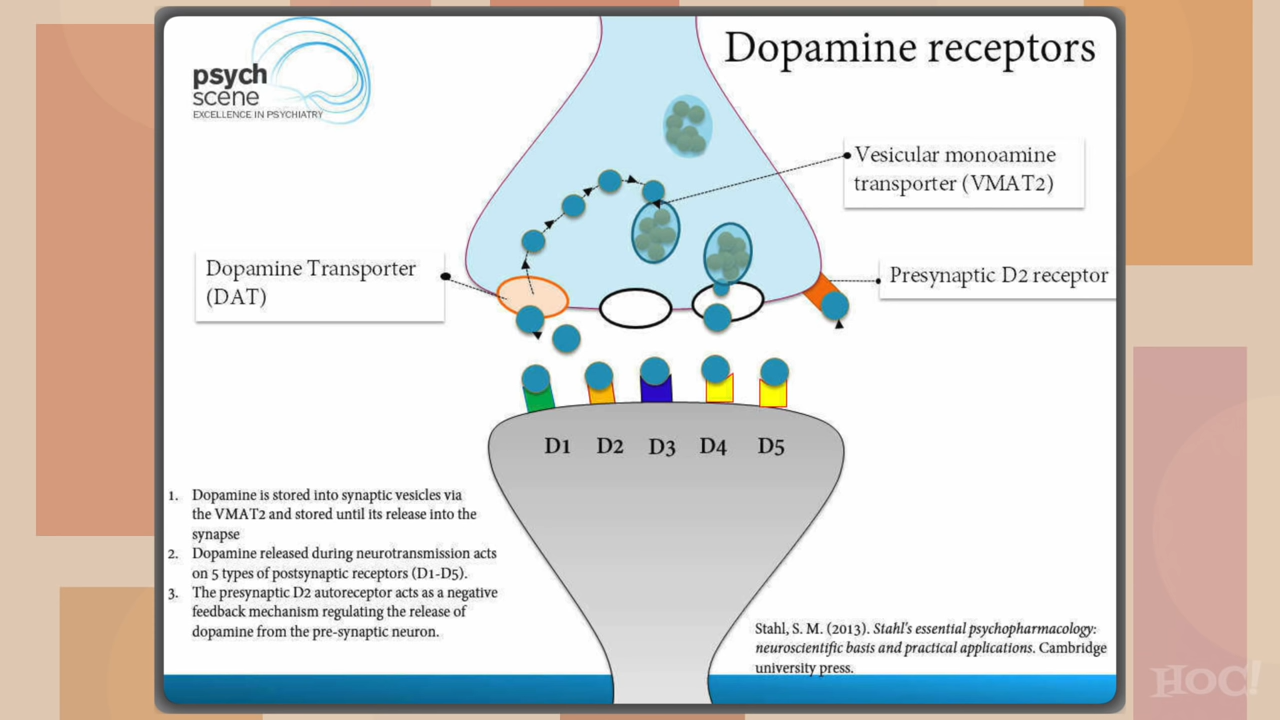 psych
scene
EXCELLENCE IN PSYCHIATRY
Dopamine receptors
Vesicular monoamine
transporter (VMAT2)
Dopamine Transporter
(DAT)
Presynaptic D2 receptor
D1 D2 D3 D4 D5
1. Dopamine is stored into synaptic vesicles via
the VMAT2 and stored until its release into the
synapse
2. Dopamine released during neurotransmission acts
on 5 types of postsynaptic receptors (D1-D5).
3. The presynaptic D2 autoreceptor acts as a negative
feedback mechanism regulating the release of
dopamine from the pre-synaptic neuron.
Stahl, S. M. (2013). Stahl's essential psychopharmacology:
neuroscientific basis and practical applications. Cambridge
university press.
HOC!